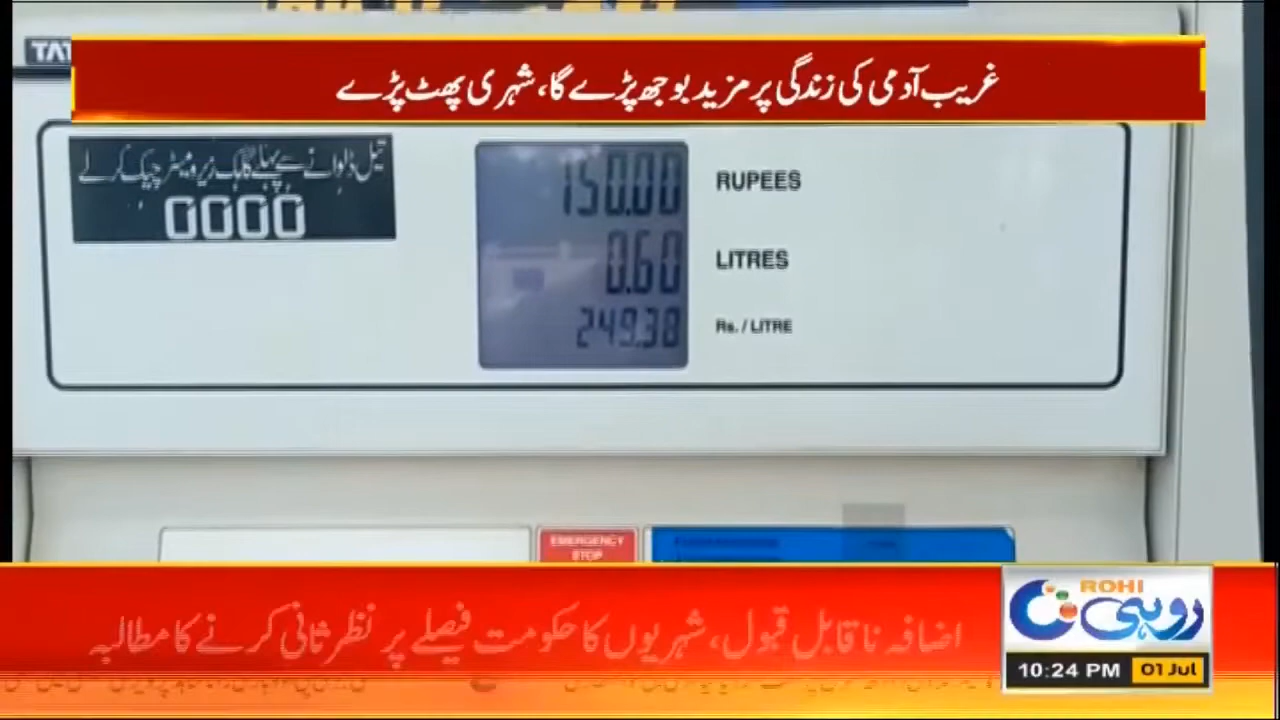 غریب آدمی کی زندگی پر مزید بوجھ پڑے گا، شہری پھٹ پڑے
تیل ڈلوانے سے پہلے گاہک زیرو میٹر چیک کر لے
0000
150.00 RUPEES
0.60 LITRES
249.38 Rs. / LITRE
EMERGENCY
STOP
اضافہ ناقابل قبول، شہریوں کا حکومت فیصلے پر نظر ثانی کرنے کا مطالبہ
ROHI
روہی
10:24 PM 01 Jul